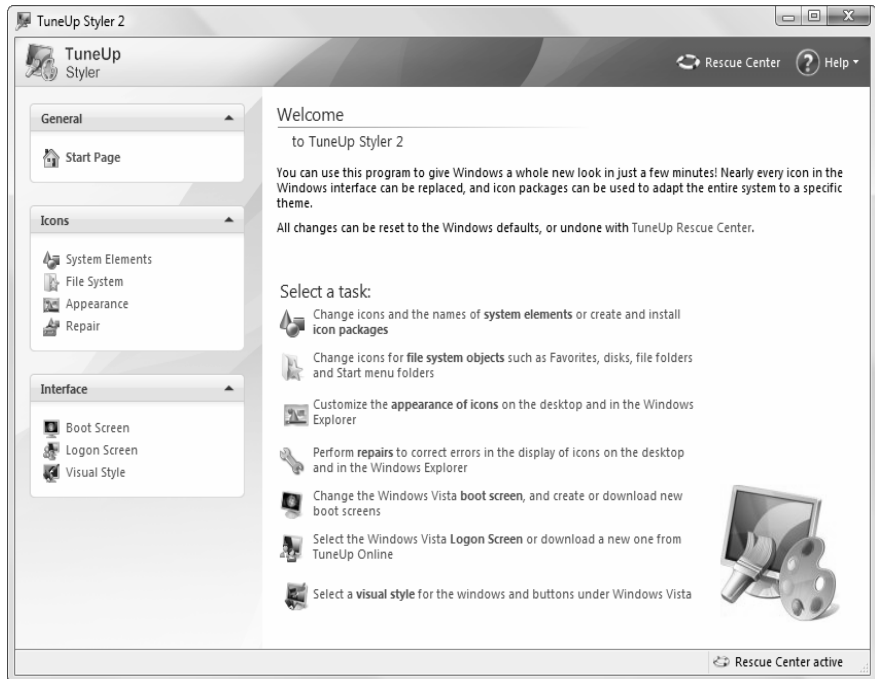 TuneUp Styler 2
TuneUp
Styler
Rescue Center
Help
General
Start Page
Icons
System Elements
File System
Appearance
Repair
Interface
Boot Screen
Logon Screen
Visual Style
Welcome
to TuneUp Styler 2
You can use this program to give Windows a whole new look in just a few minutes! Nearly every icon in the
Windows interface can be replaced, and icon packages can be used to adapt the entire system to a specific
theme.
All changes can be reset to the Windows defaults, or undone with TuneUp Rescue Center.
Select a task:
Change icons and the names of system elements or create and install
icon packages
Change icons for file system objects such as Favorites, disks, file folders
and Start menu folders
Customize the appearance of icons on the desktop and in the Windows
Explorer
Perform repairs to correct errors in the display of icons on the desktop
and in the Windows Explorer
Change the Windows Vista boot screen, and create or download new
boot screens
Select the Windows Vista Logon Screen or download a new one from
TuneUp Online
Select a visual style for the windows and buttons under Windows Vista
Rescue Center active